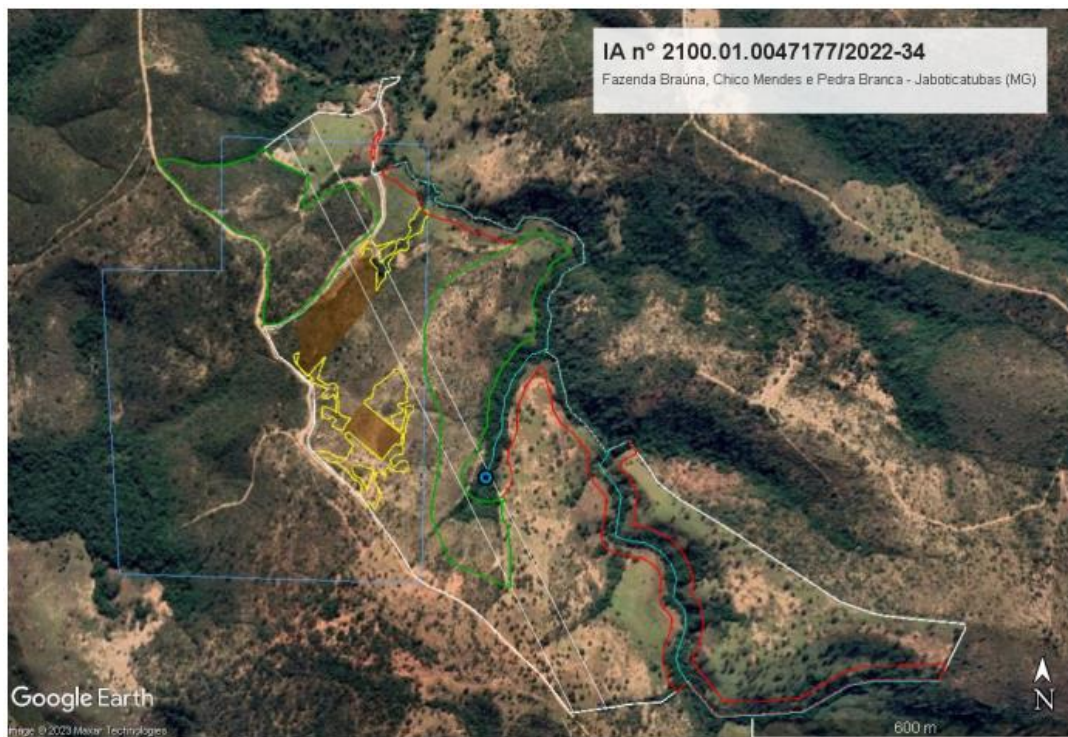 IA nº 2100.01.0047177/2022-34
Fazenda Braúna, Chico Mendes e Pedra Branca - Jaboticatubas (MG)
N
Google Earth
Image © 2023 Maxar Technologies
600 m